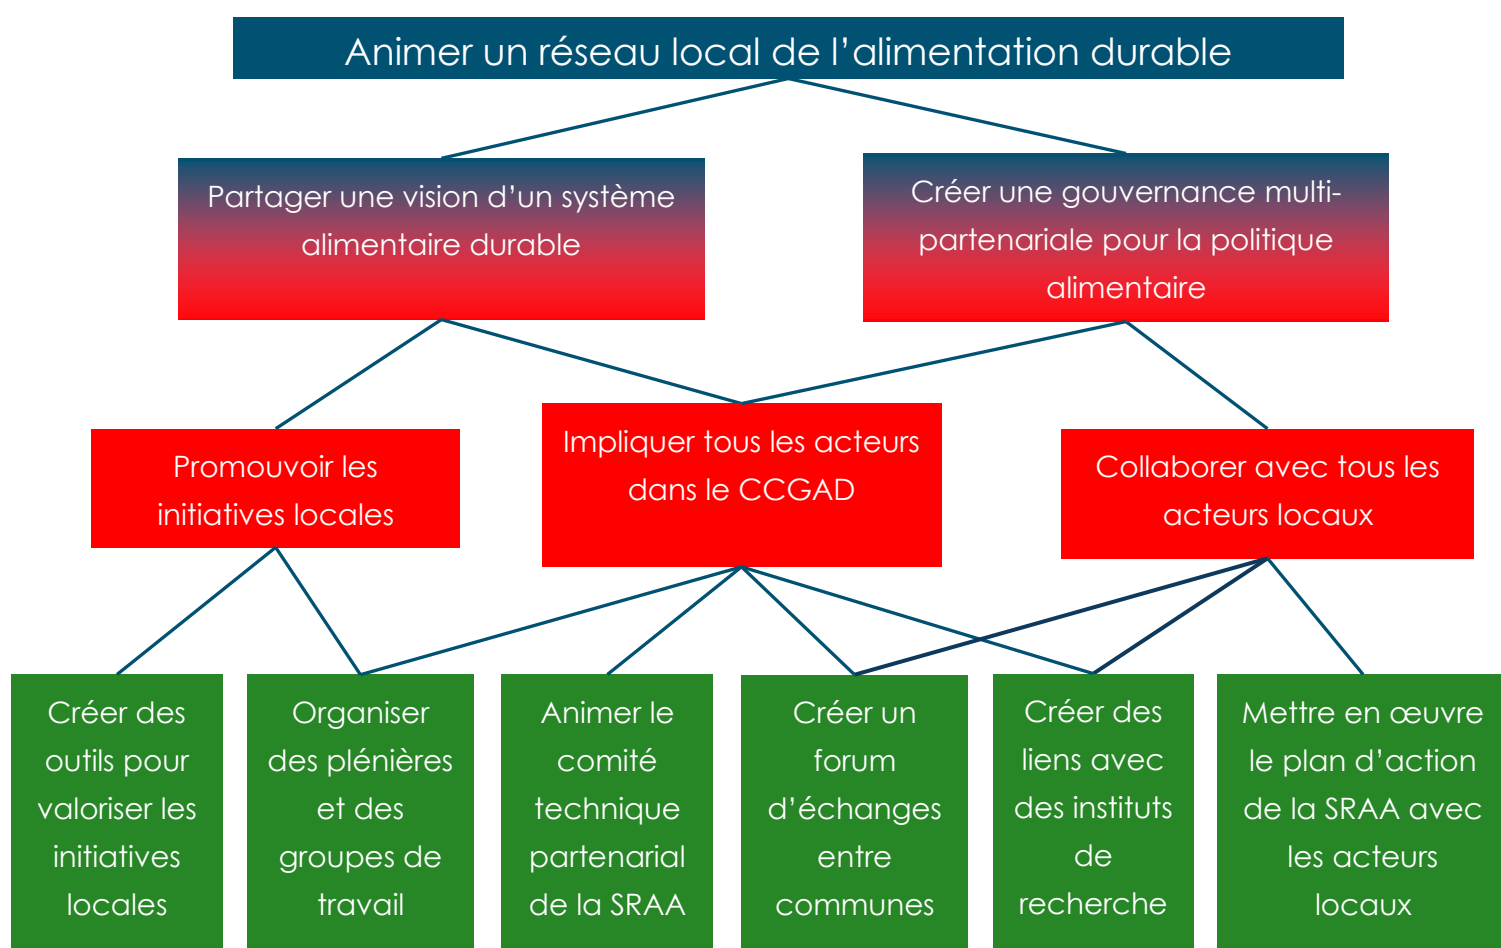 Animer un réseau local de l’alimentation durable
Partager une vision d’un système
alimentaire durable
Créer une gouvernance multi-
partenariale pour la politique
alimentaire
Promouvoir les
initiatives locales
Impliquer tous les acteurs
dans le CCGAD
Collaborer avec tous les
acteurs locaux
Créer des
outils pour
valoriser les
initiatives
locales
Organiser
des plénières
et des
groupes de
travail
Animer le
comité
technique
partenarial
de la SRAA
Créer un
forum
d’échanges
entre
communes
Créer des
liens avec
des instituts
de
recherche
Mettre en œuvre
le plan d’action
de la SRAA avec
les acteurs
locaux